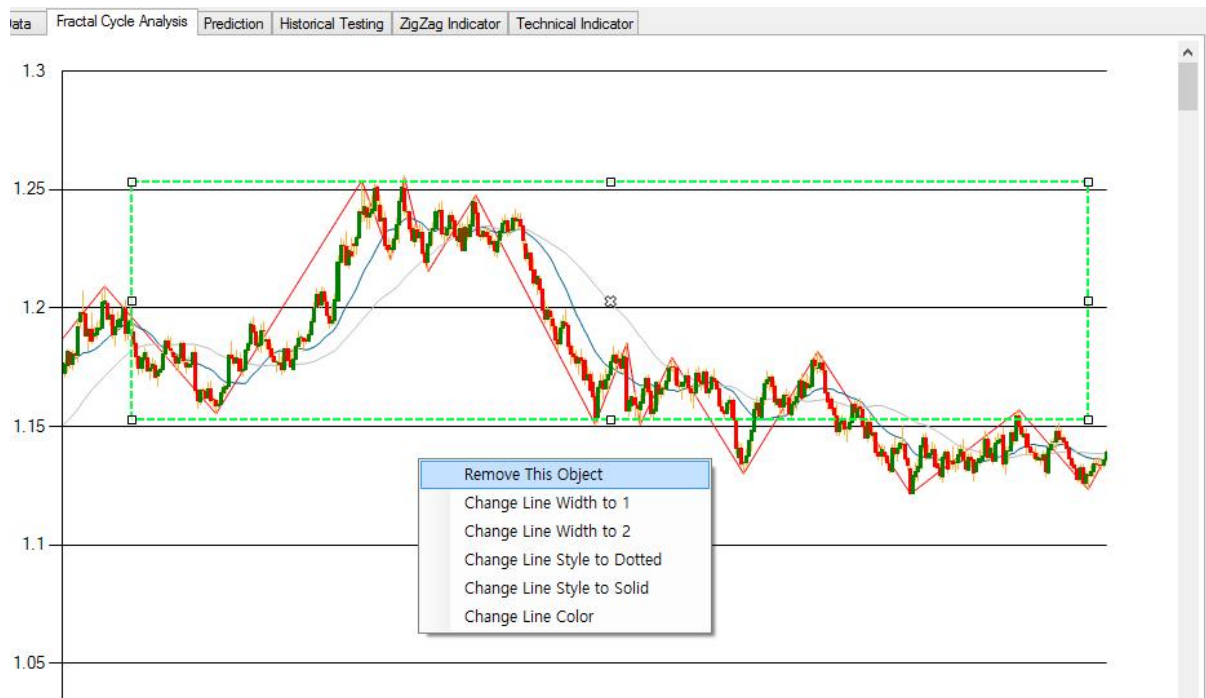 Data Fractal Cycle Analysis Prediction Historical Testing ZigZag Indicator Technical Indicator
1.3
1.25
1.2
1.15
1.1
1.05
Remove This Object
Change Line Width to 1
Change Line Width to 2
Change Line Style to Dotted
Change Line Style to Solid
Change Line Color